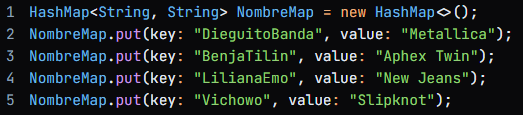 1 HashMap<String, String> NombreMap = new HashMap<>();
2 NombreMap.put(key: "DieguitoBanda", value: "Metallica");
3 NombreMap.put(key: "BenjaTilin", value: "Aphex Twin");
4 NombreMap.put(key: "LilianaEmo", value: "New Jeans");
5 NombreMap.put(key: "Vichowo", value: "Slipknot");